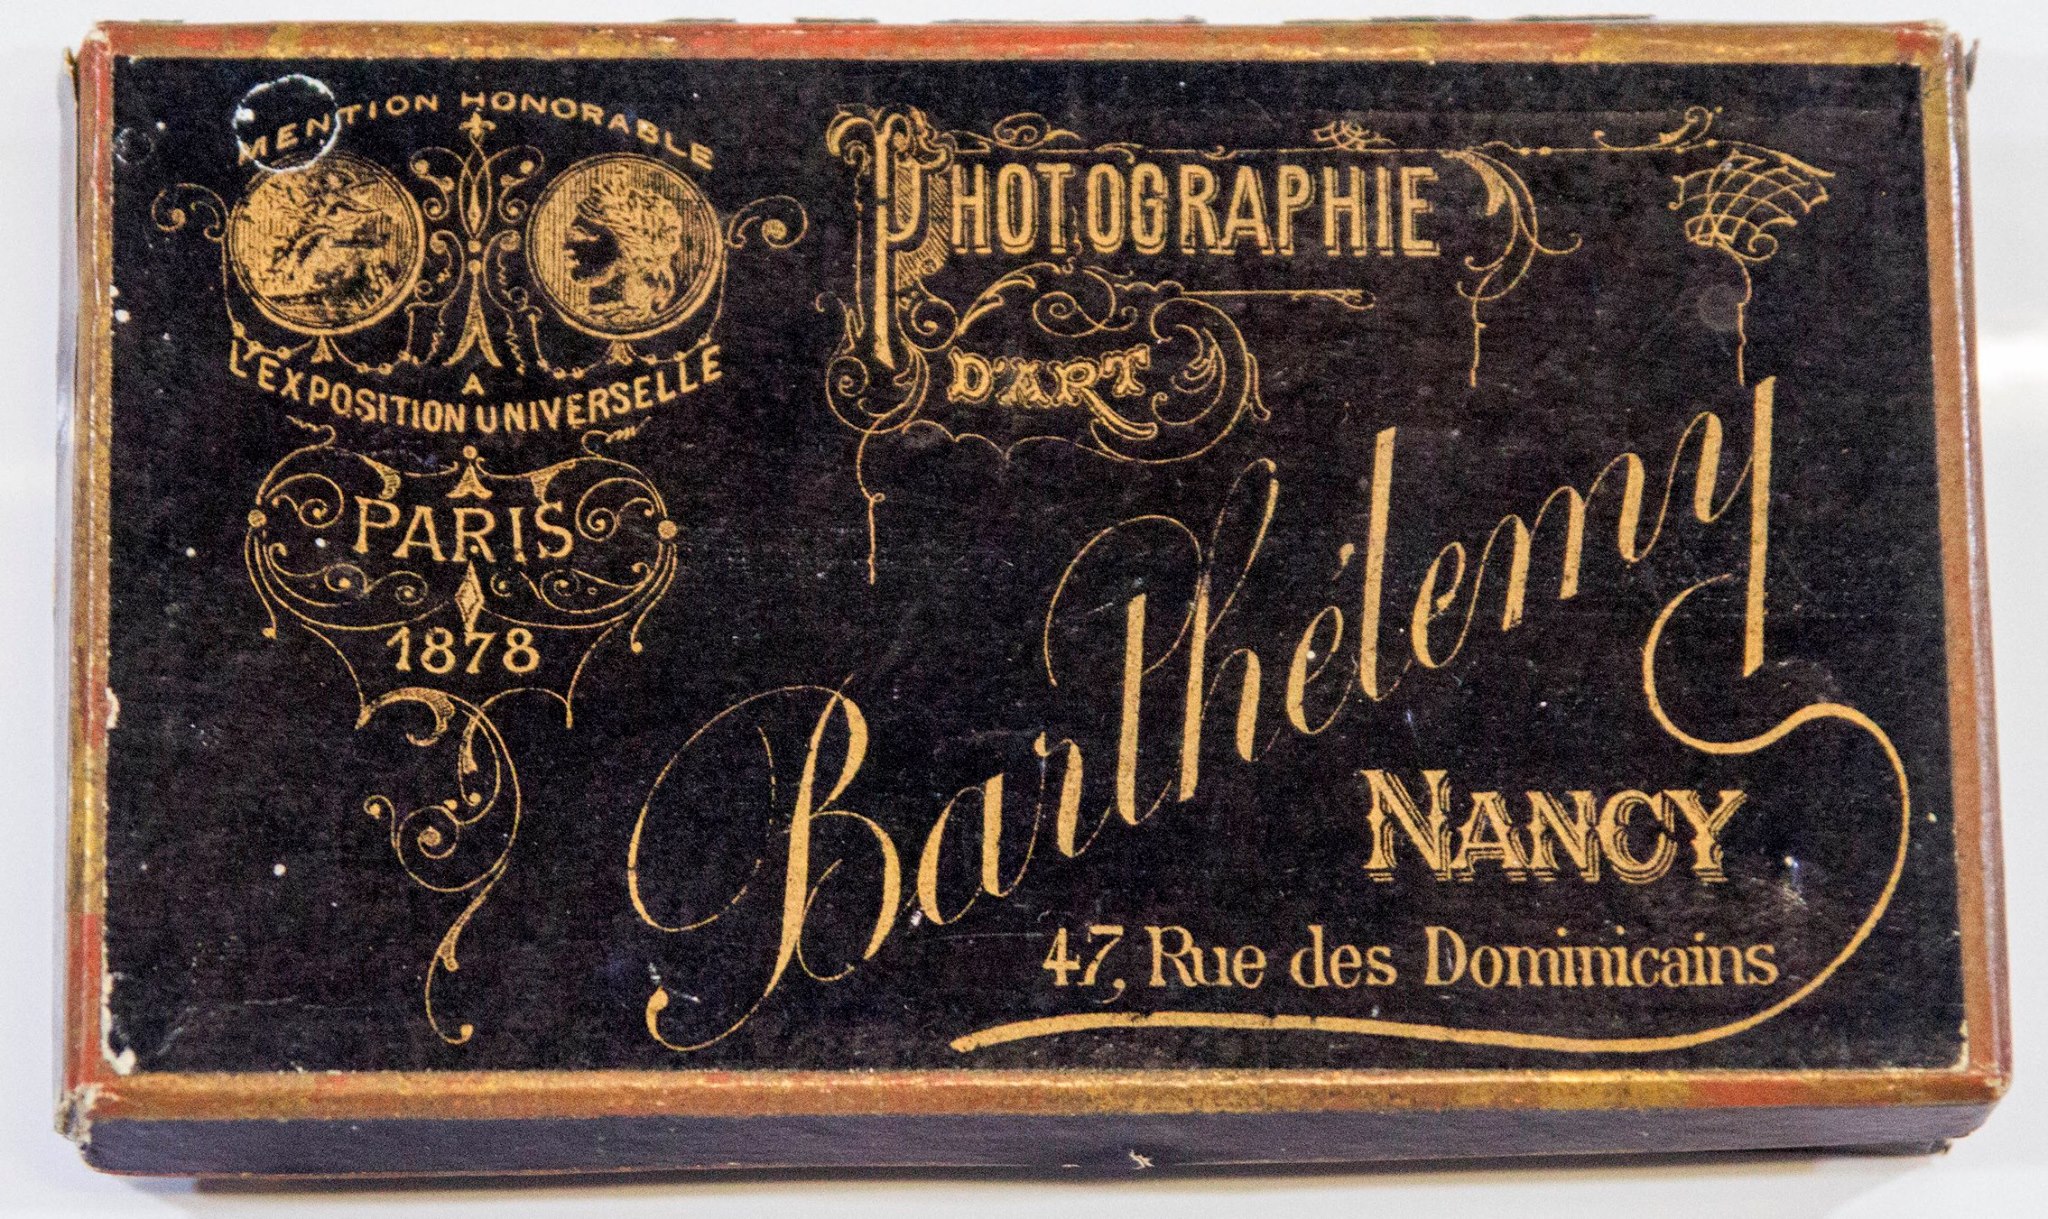 MENTION HONORABLE
A
L'EXPOSITION UNIVERSELLE
PARIS
1878
PHOTOGRAPHIE
D'ART
Barthélemy
NANCY
47, Rue des Dominicains